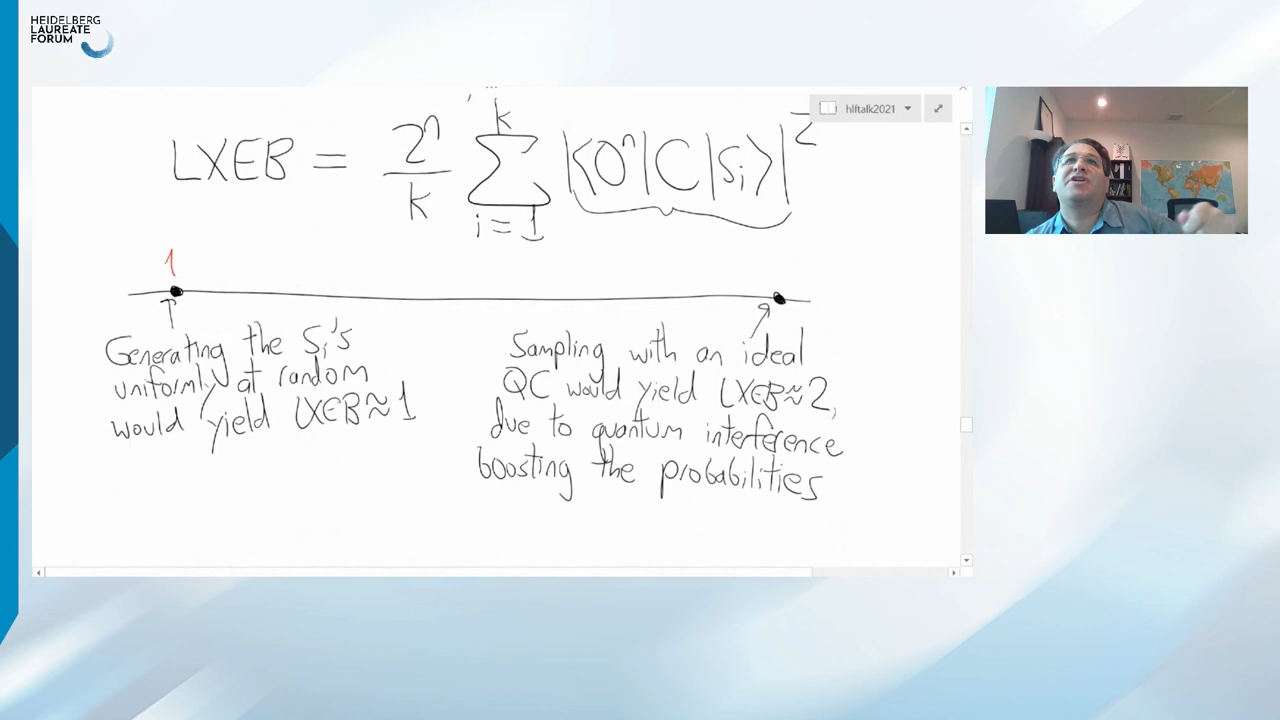 HEIDELBERG
LAUREATE
FORUM
hlftalk2021
LXEB = 2^n/k k∑i=1 |⟨0^n|C|s_i⟩|^2
1
Generating the s_i's
uniformly at random
would yield LXEB≈1
Sampling with an ideal
QC would yield LXEB≈2,
due to quantum interference
boosting the probabilities